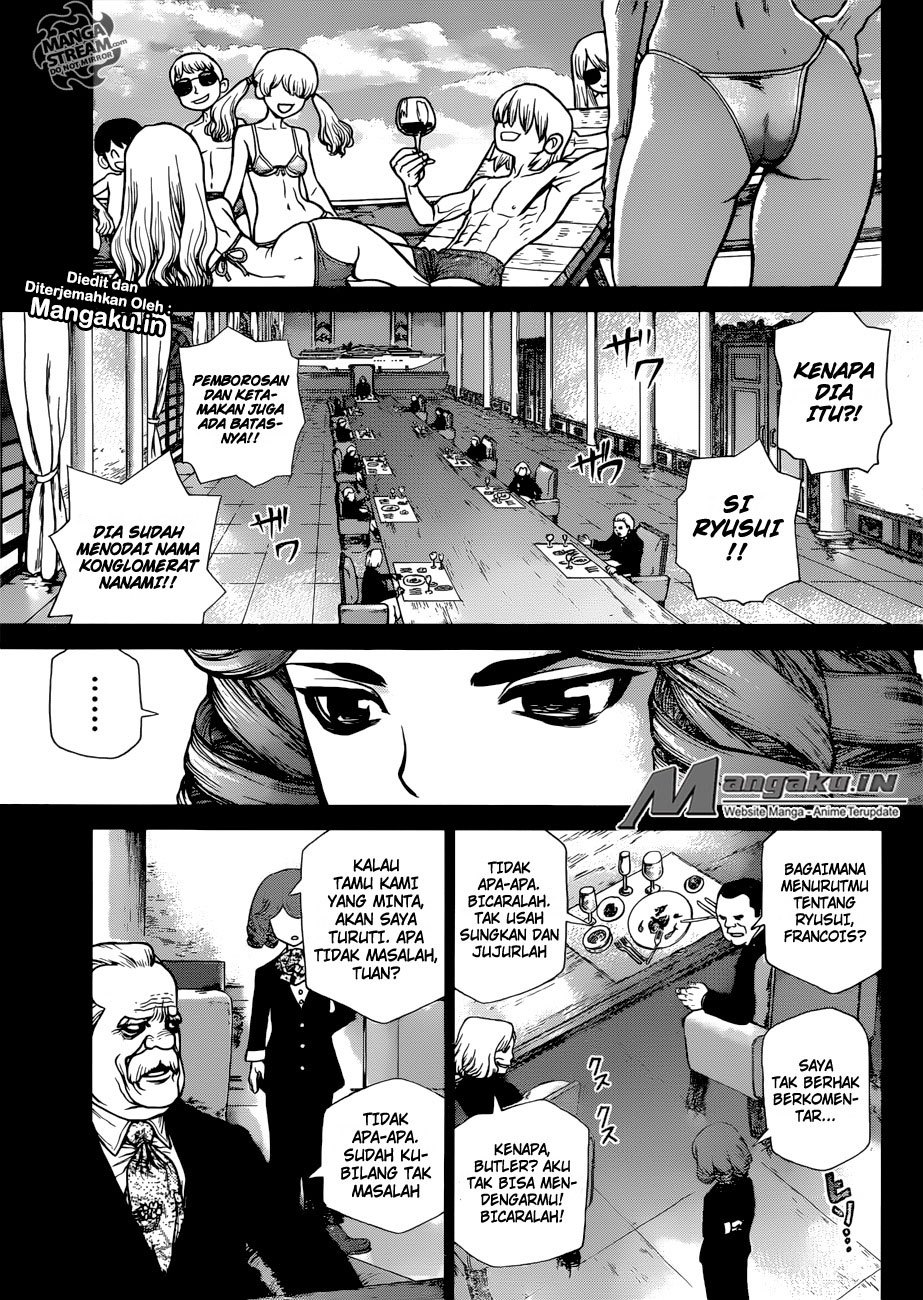 MANGA
STREAM.com
DO NOT MIRROR
Diedit dan
Diterjemahkan Oleh :
Mangaku.in
KENAPA
DIA
ITU?!
SI
RYUSUI
!!
PEMBOROSAN
DAN KETA-
MAKAN JUGA
ADA BATAS-
NYA!!
DIA SUDAH
MENODAI NAMA
KONGLOMERAT
NANAMI!!
ザワ
ザワ
ザワ
......
Mangaku.IN
Website Manga - Anime Terupdate
BAGAIMANA
MENURUTMU
TENTANG
RYUSUI,
FRANCOIS?
SAYA
TAK BERHAK
BERKOMEN-
TAR...
TIDAK
APA-APA.
BICARALAH.
TAK USAH
SUNGKAN DAN
JUJURLAH
KENAPA,
BUTLER? AKU
TAK BISA MEN-
DENGARMU!
BICARALAH!
クス
クス
KALAU
TAMU KAMI
YANG MINTA,
AKAN SAYA
TURUTI. APA
TIDAK MASALAH,
TUAN?
TIDAK
APA-APA.
SUDAH KU-
BILANG TAK
MASALAH